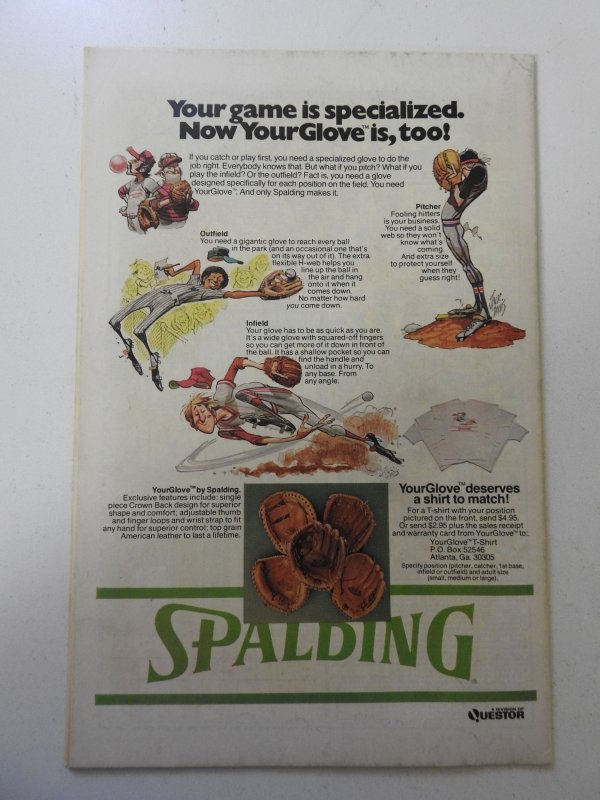 Your game is specialized.
Now YourGlove™ is, too!
If you catch or play first, you need a specialized glove to do the
job right. Everybody knows that. But what if you pitch? What if you
play the infield? Or the outfield? Fact is, you need a glove
designed specifically for each position on the field. You need
YourGlove™. And only Spalding makes it.
Pitcher
Fooling hitters
is your business.
You need a solid
web so they won't
know what's
coming.
And extra size
to protect yourself
when they
guess right!
Outfield
You need a gigantic glove to reach every ball
in the park (and an occasional one that's
on its way out of it). The extra
flexible H-web helps you
line up the ball in
the air and hang
onto it when it
comes down.
No matter how hard
you come down.
Infield
Your glove has to be as quick as you are.
It's a wide glove with squared-off fingers
so you can get more of it down in front of
the ball. It has a shallow pocket so you can
find the handle and
unload in a hurry. To
any base. From
any angle.
YourGlove™ by Spalding.
Exclusive features include: single
piece Crown Back design for superior
shape and comfort; adjustable thumb
and finger loops and wrist strap to fit
any hand for superior control; top grain
American leather to last a lifetime.
YourGlove™ deserves
a shirt to match!
For a T-shirt with your position
pictured on the front, send $4.95.
Or send $2.95 plus the sales receipt
and warranty card from YourGlove™ to:
YourGlove™ T-Shirt
P.O. Box 52546
Atlanta, Ga. 30305
Specify position (pitcher, catcher, 1st base,
infield or outfield) and adult size
(small, medium or large).
SPALDING
A DIVISION OF
QUESTOR